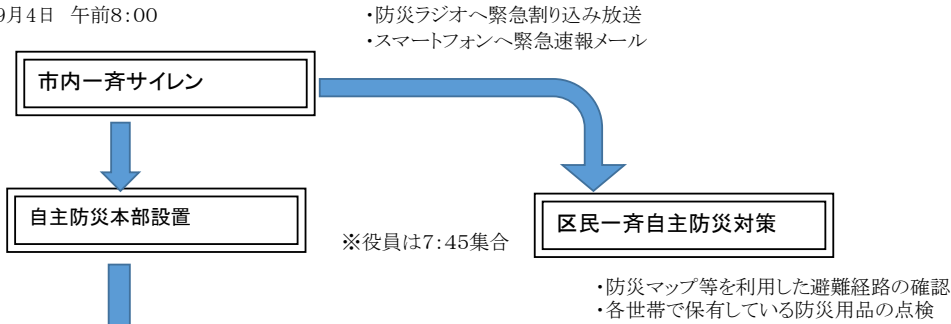 9月4日 午前8:00
・防災ラジオへ緊急割り込み放送
・スマートフォンへ緊急速報メール
市内一斉サイレン
自主防災本部設置
※役員は7:45集合
区民一斉自主防災対策
・防災マップ等を利用した避難経路の確認
・各世帯で保有している防災用品の点検